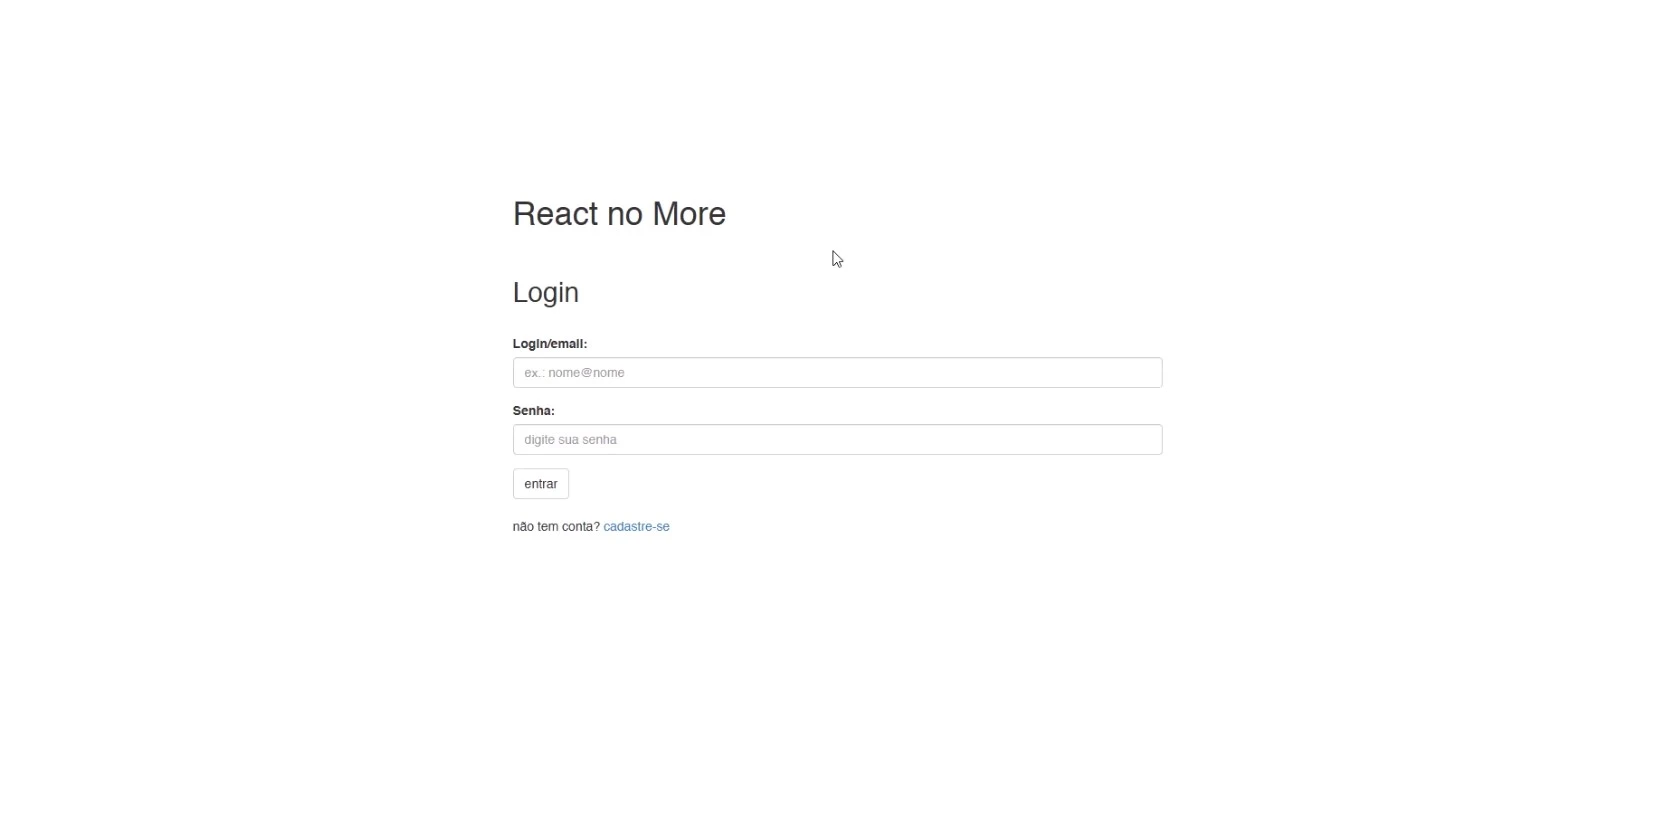 React no More
Login
Login/email:
ex.: nome@nome
Senha:
digite sua senha
entrar
não tem conta? cadastre-se